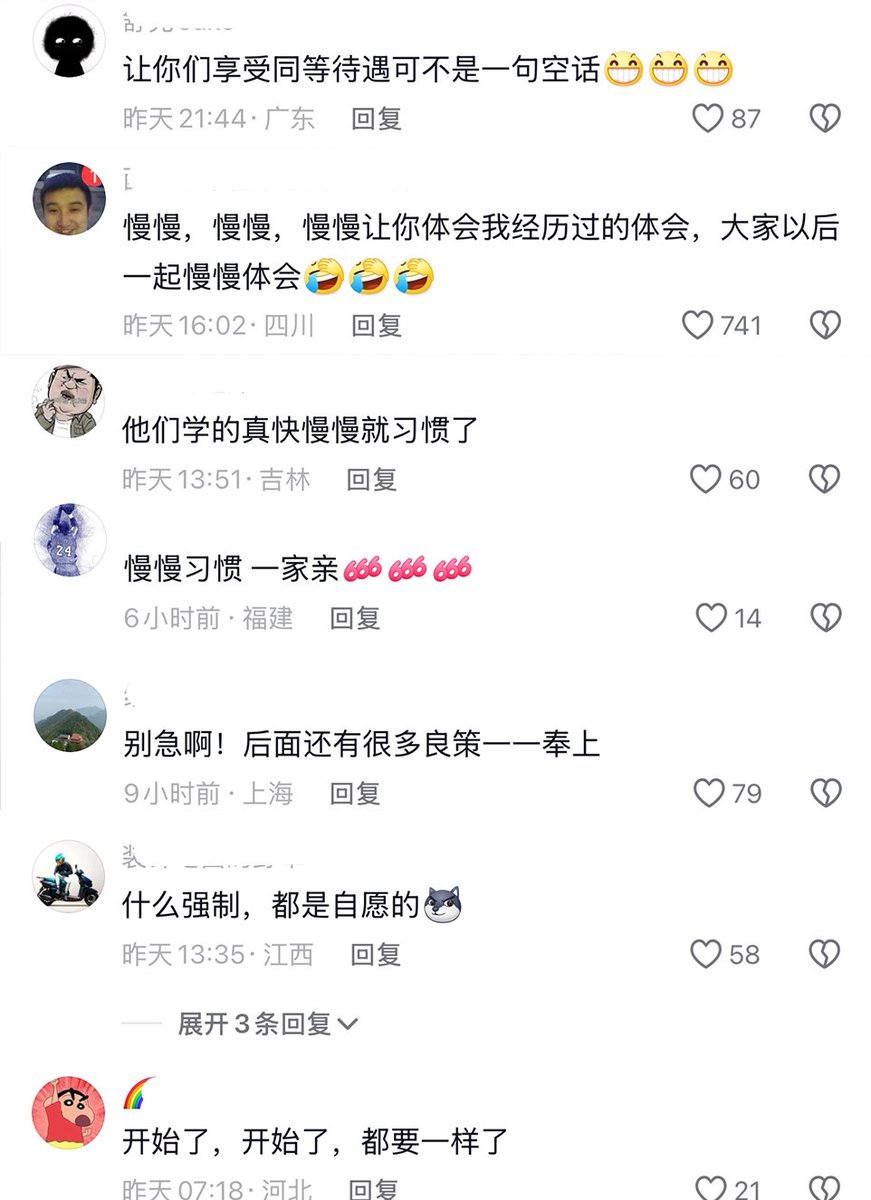 让你们享受同等待遇可不是一句空话😁😁😁
昨天 21:44 · 广东 回复 87
慢慢，慢慢，慢慢让你体会我经历过的体会，大家以后
一起慢慢体会🤣🤣🤣
昨天 16:02 · 四川 回复 741
他们学的真快慢慢就习惯了
昨天 13:51 · 吉林 回复 60
24
慢慢习惯 一家亲666 666 666
6小时前 · 福建 回复 14
别急啊！后面还有很多良策一一奉上
9小时前 · 上海 回复 79
什么强制，都是自愿的
昨天 13:35 · 江西 回复 58
展开 3 条回复
🌈
开始了，开始了，都要一样了
昨天 07:18 · 河北 回复 21